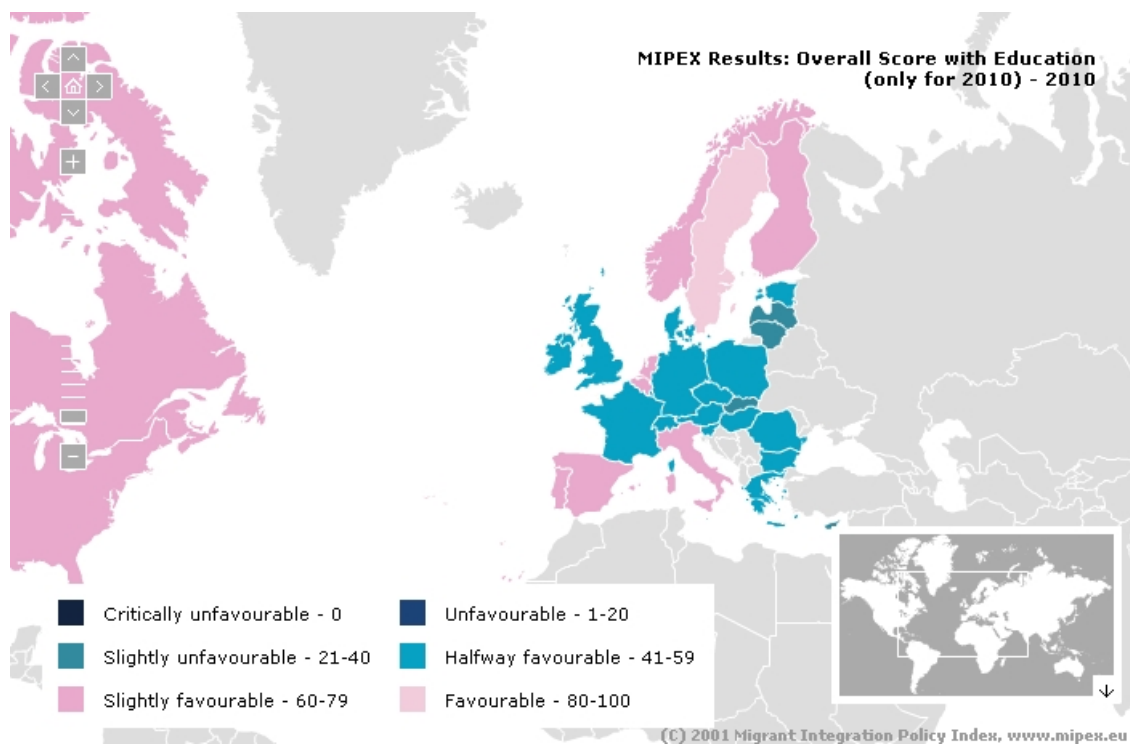 MIPEX Results: Overall Score with Education
(only for 2010) - 2010
Critically unfavourable - 0
Unfavourable - 1-20
Slightly unfavourable - 21-40
Halfway favourable - 41-59
Slightly favourable - 60-79
Favourable - 80-100
(C) 2001 Migrant Integration Policy Index, www.mipex.eu